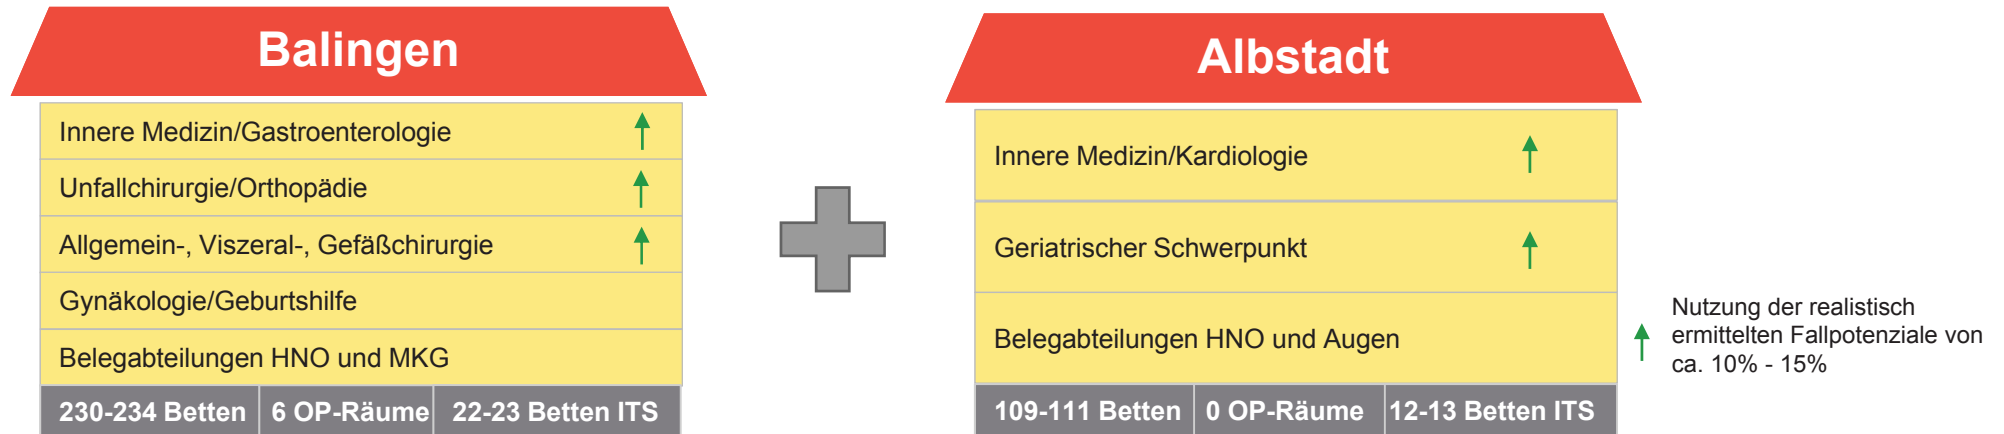 Balingen
Innere Medizin/Gastroenterologie
Unfallchirurgie/Orthopädie
Allgemein-, Viszeral-, Gefäßchirurgie
Gynäkologie/Geburtshilfe
Belegabteilungen HNO und MKG
230-234 Betten
6 OP-Räume
22-23 Betten ITS
Albstadt
Innere Medizin/Kardiologie
Geriatrischer Schwerpunkt
Belegabteilungen HNO und Augen
109-111 Betten
0 OP-Räume
12-13 Betten ITS
Nutzung der realistisch
ermittelten Fallpotenziale von
ca. 10% - 15%